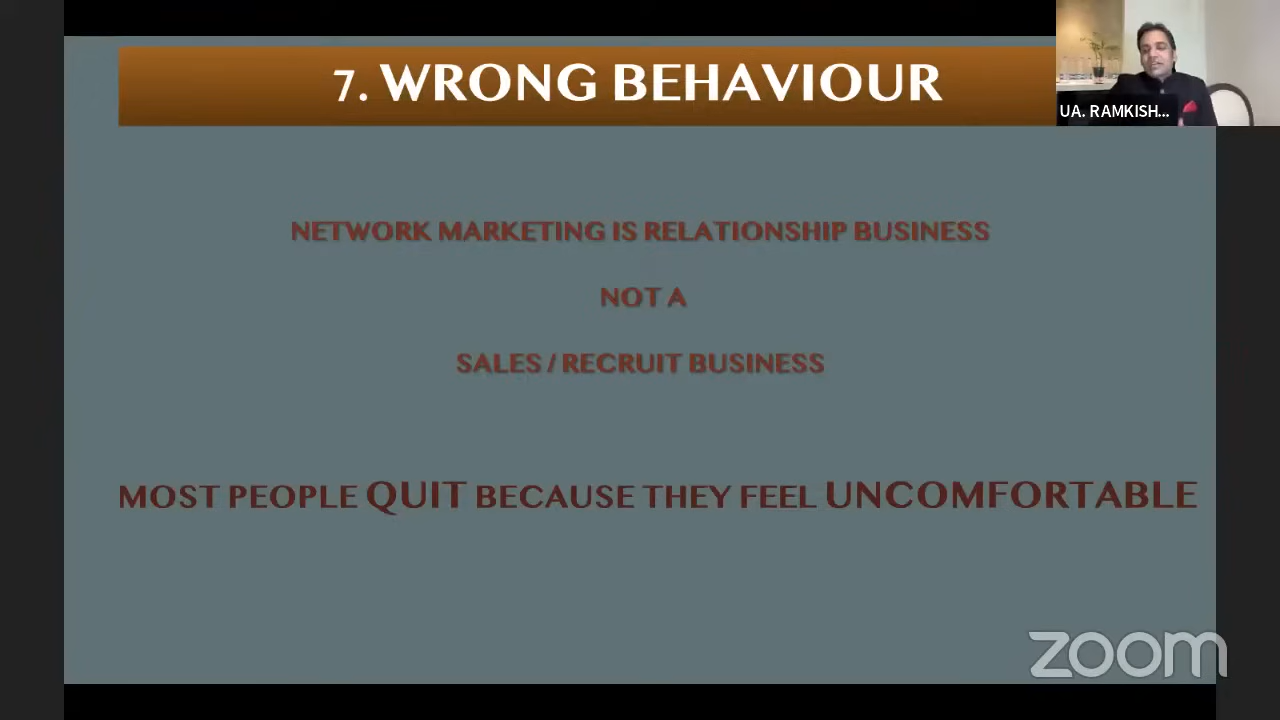 7. WRONG BEHAVIOUR
UA. RAMKISH...
NETWORK MARKETING IS RELATIONSHIP BUSINESS
NOT A
SALES / RECRUIT BUSINESS
MOST PEOPLE QUIT BECAUSE THEY FEEL UNCOMFORTABLE
zoom